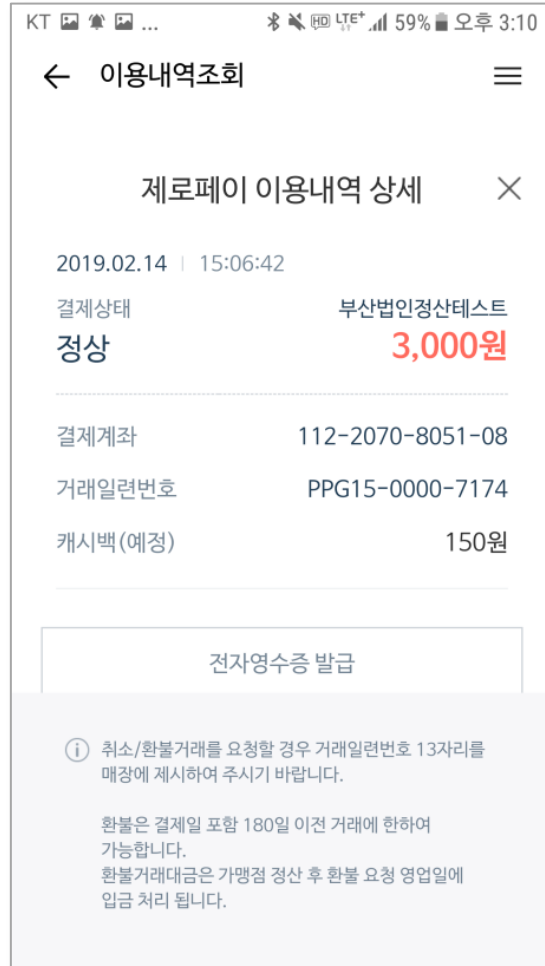 KT ... HD LTE+ 59% 오후 3:10
이용내역조회
제로페이 이용내역 상세
2019.02.14 | 15:06:42
결제상태 부산법인정산테스트
정상 3,000원
결제계좌 112-2070-8051-08
거래일련번호 PPG15-0000-7174
캐시백(예정) 150원
전자영수증 발급
취소/환불거래를 요청할 경우 거래일련번호 13자리를
매장에 제시하여 주시기 바랍니다.
환불은 결제일 포함 180일 이전 거래에 한하여
가능합니다.
환불거래대금은 가맹점 정산 후 환불 요청 영업일에
입금 처리 됩니다.